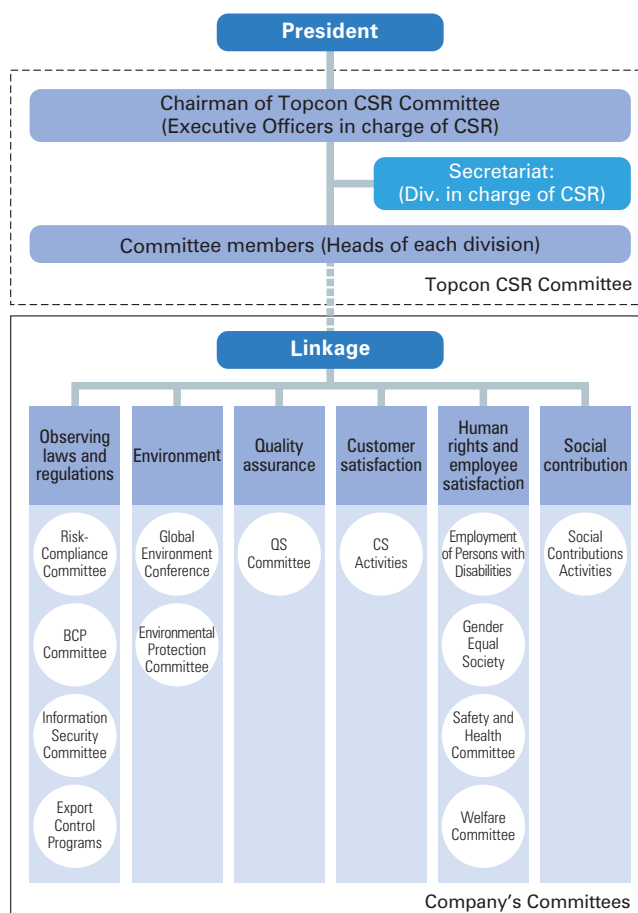 President
Chairman of Topcon CSR Committee
(Executive Officers in charge of CSR)
Secretariat:
(Div. in charge of CSR)
Committee members (Heads of each division)
Topcon CSR Committee
Linkage
Observing
laws and
regulations
Risk-
Compliance
Committee
BCP
Committee
Information
Security
Committee
Export
Control
Programs
Environment
Global
Environment
Conference
Environmental
Protection
Committee
Quality
assurance
QS
Committee
Customer
satisfaction
CS
Activities
Human
rights and
employee
satisfaction
Employment
of Persons with
Disabilities
Gender
Equal
Society
Safety and
Health
Committee
Welfare
Committee
Social
contribution
Social
Contributions
Activities
Company's Committees